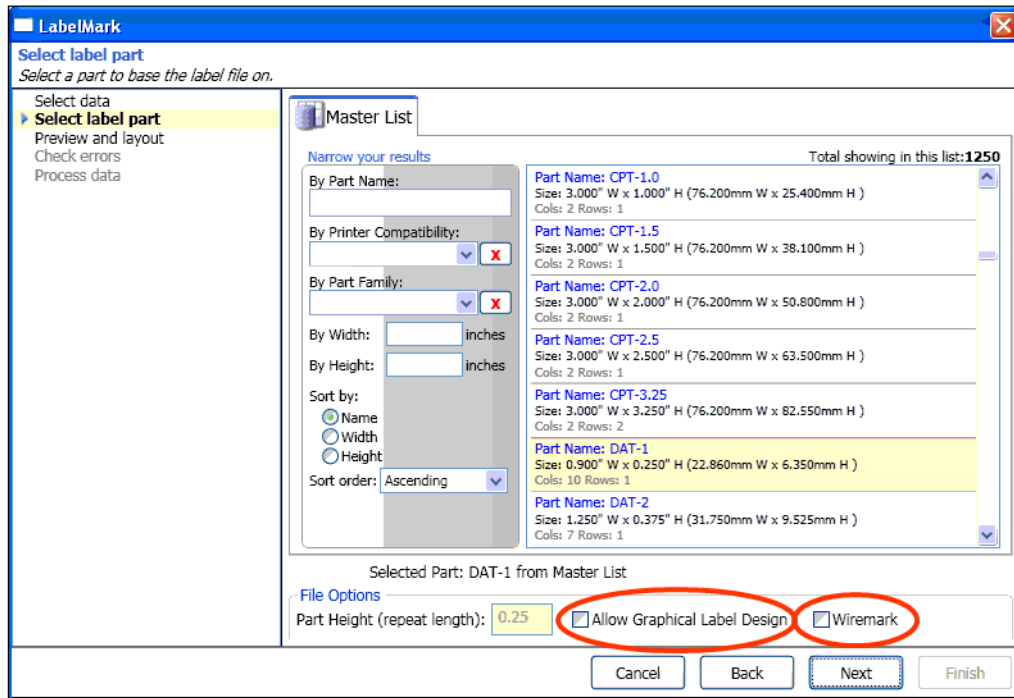 LabelMark
Select label part
Select a part to base the label file on.
Select data
Select label part
Preview and layout
Check errors
Process data
Master List
Narrow your results
Total showing in this list:1250
By Part Name:
By Printer Compatibility:
x
By Part Family:
x
By Width: inches
By Height: inches
Sort by:
Name
Width
Height
Sort order: Ascending
Part Name: CPT-1.0
Size: 3.000" W x 1.000" H (76.200mm W x 25.400mm H )
Cols: 2 Rows: 1
Part Name: CPT-1.5
Size: 3.000" W x 1.500" H (76.200mm W x 38.100mm H )
Cols: 2 Rows: 1
Part Name: CPT-2.0
Size: 3.000" W x 2.000" H (76.200mm W x 50.800mm H )
Cols: 2 Rows: 1
Part Name: CPT-2.5
Size: 3.000" W x 2.500" H (76.200mm W x 63.500mm H )
Cols: 2 Rows: 1
Part Name: CPT-3.25
Size: 3.000" W x 3.250" H (76.200mm W x 82.550mm H )
Cols: 2 Rows: 2
Part Name: DAT-1
Size: 0.900" W x 0.250" H (22.860mm W x 6.350mm H )
Cols: 10 Rows: 1
Part Name: DAT-2
Size: 1.250" W x 0.375" H (31.750mm W x 9.525mm H )
Cols: 7 Rows: 1
Selected Part: DAT-1 from Master List
File Options
Part Height (repeat length): 0.25 Allow Graphical Label Design Wiremark
Cancel Back Next Finish